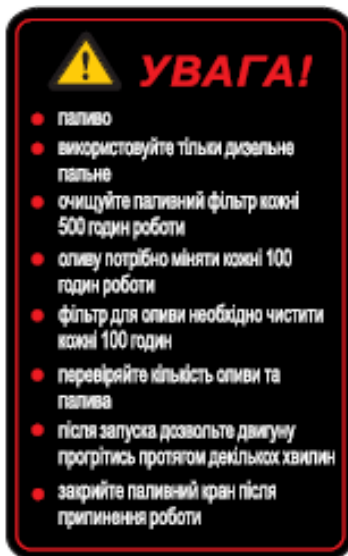 УВАГА!
паливо
використовуйте тільки дизельне
пальне
очищуйте паливний фільтр кожні
500 годин роботи
оливу потрібно міняти кожні 100
годин роботи
фільтр для оливи необхідно чистити
кожні 100 годин
перевіряйте кількість оливи та
палива
після запуска дозвольте двигуну
прогрітись протягом декількох хвилин
закрийте паливний кран після
припинення роботи